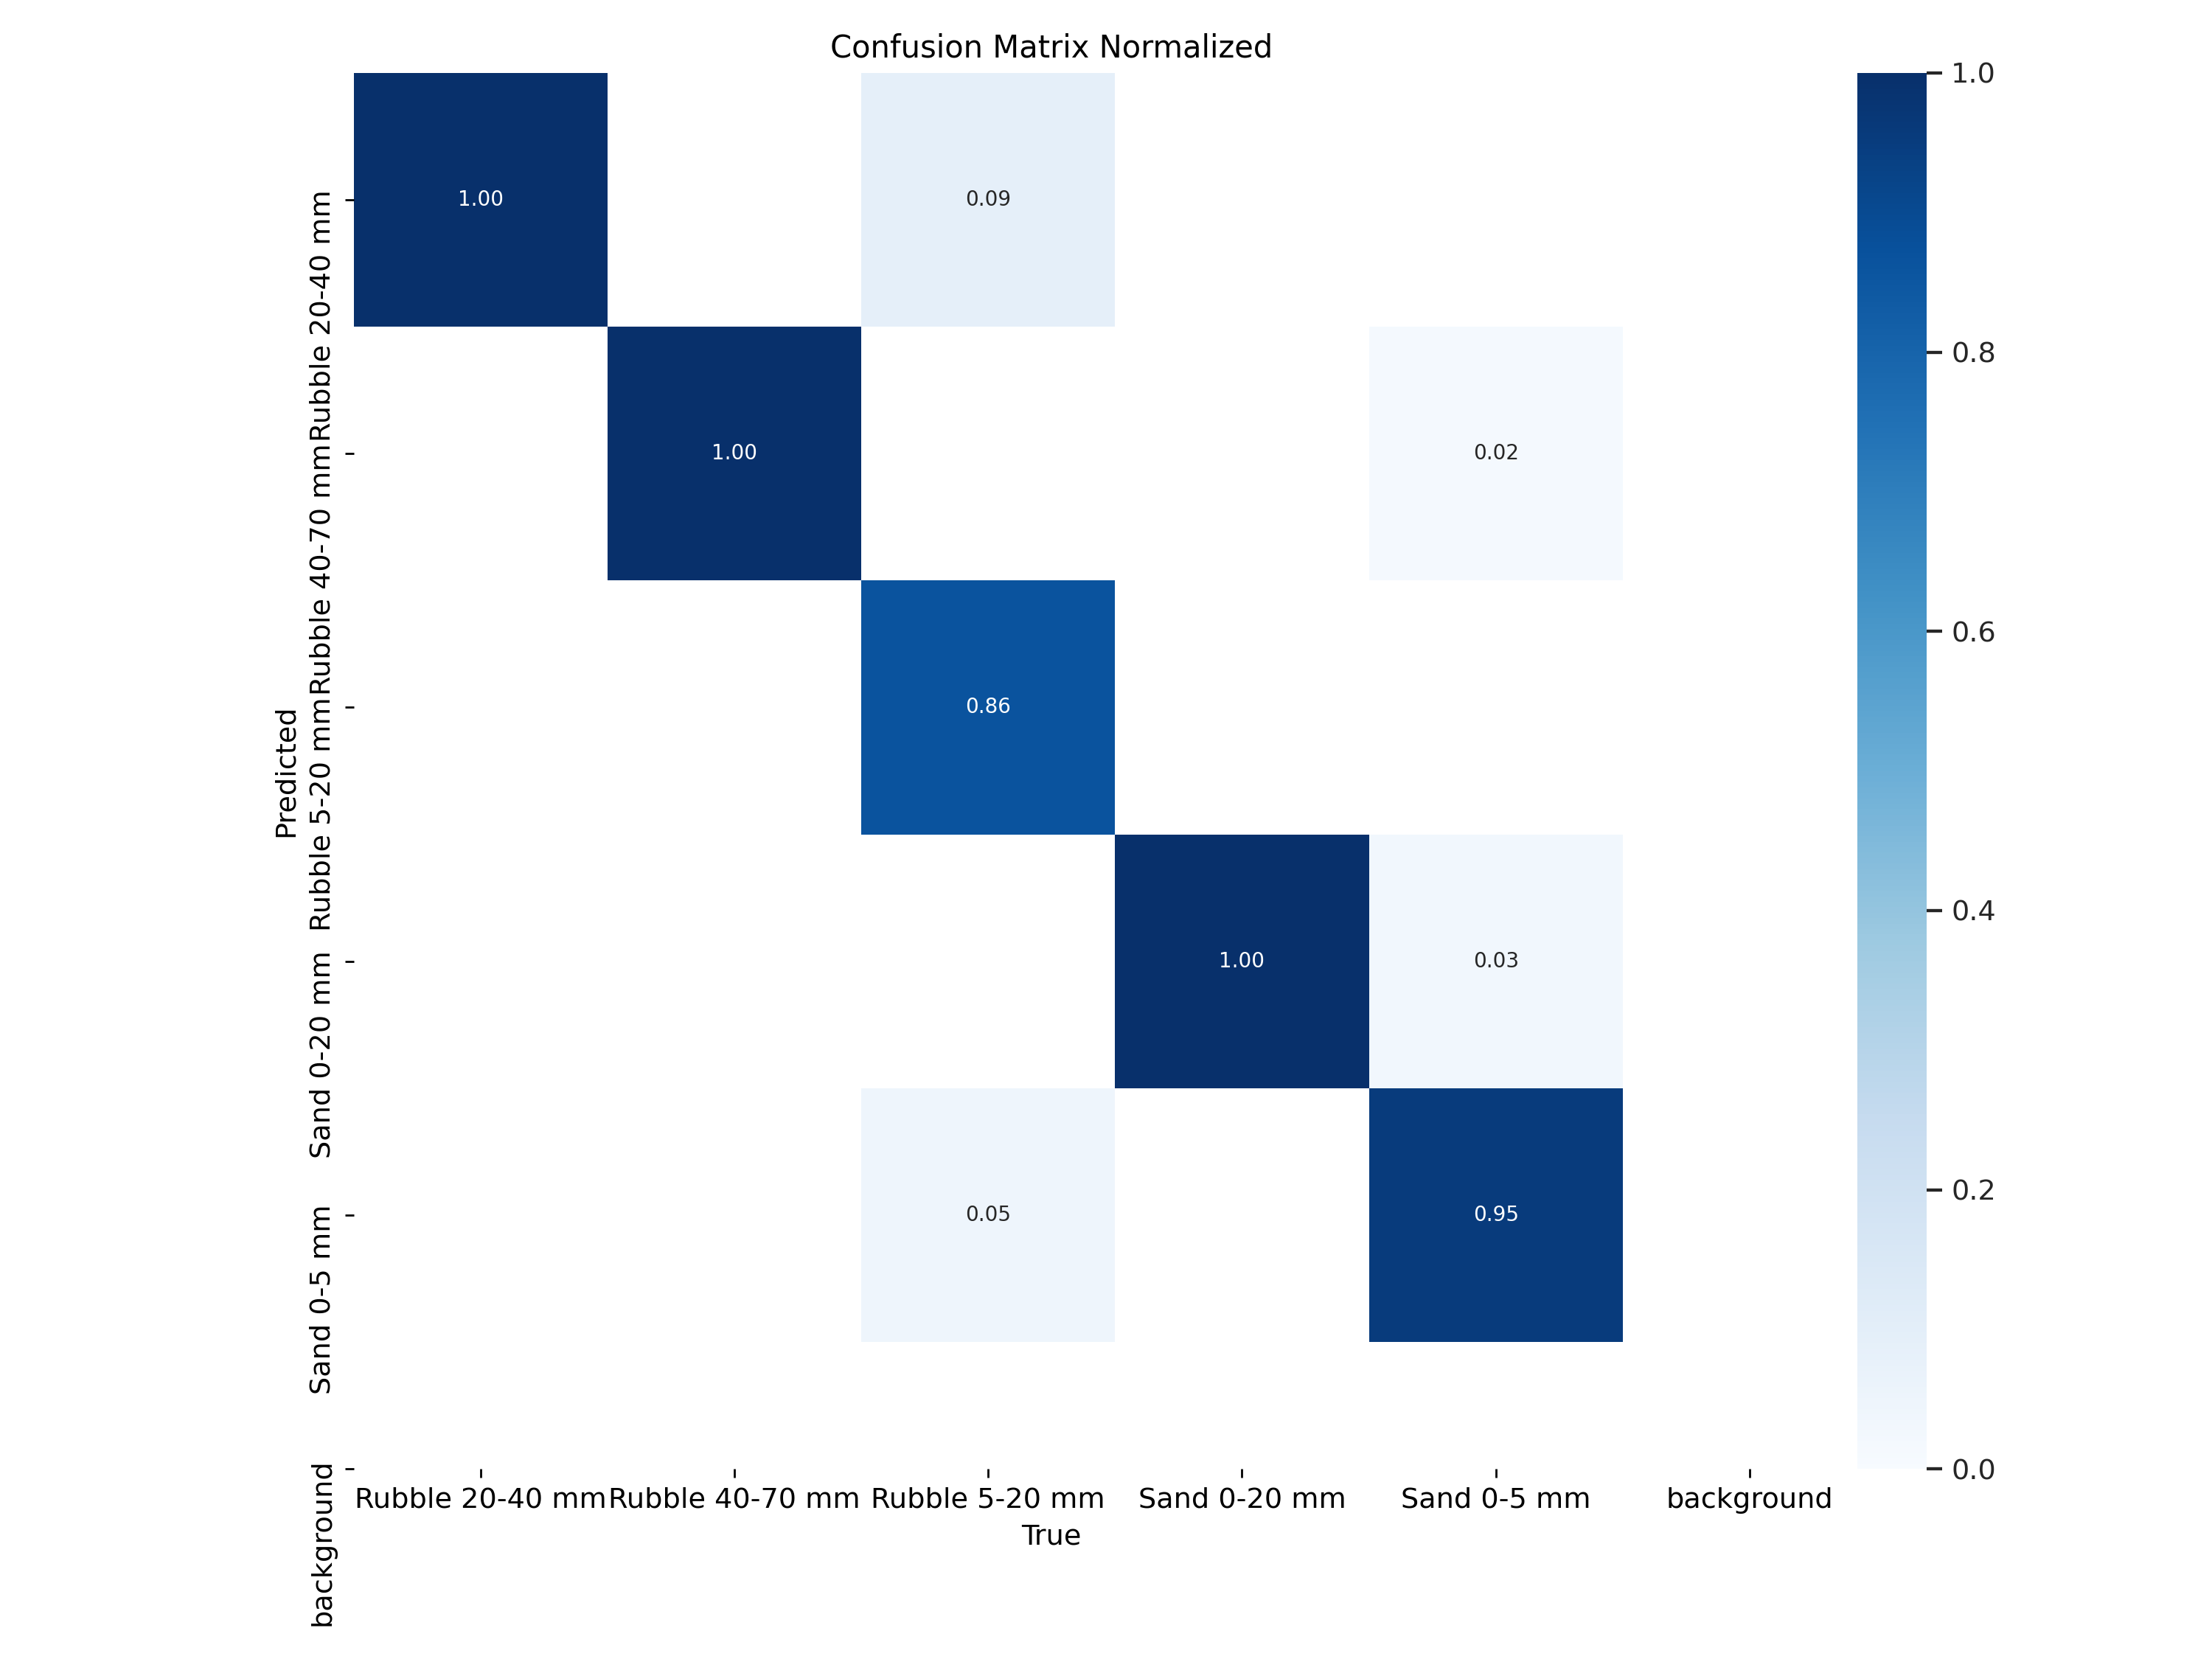 Confusion Matrix Normalized
1.0
Rubble 20-40 mm
1.00
0.09
0.8
Rubble 40-70 mm
1.00
0.02
0.6
Predicted
Rubble 5-20 mm
0.86
0.4
Sand 0-20 mm
1.00
0.03
0.2
Sand 0-5 mm
0.05
0.95
0.0
background
Rubble 20-40 mm
Rubble 40-70 mm
Rubble 5-20 mm
Sand 0-20 mm
Sand 0-5 mm
background
True